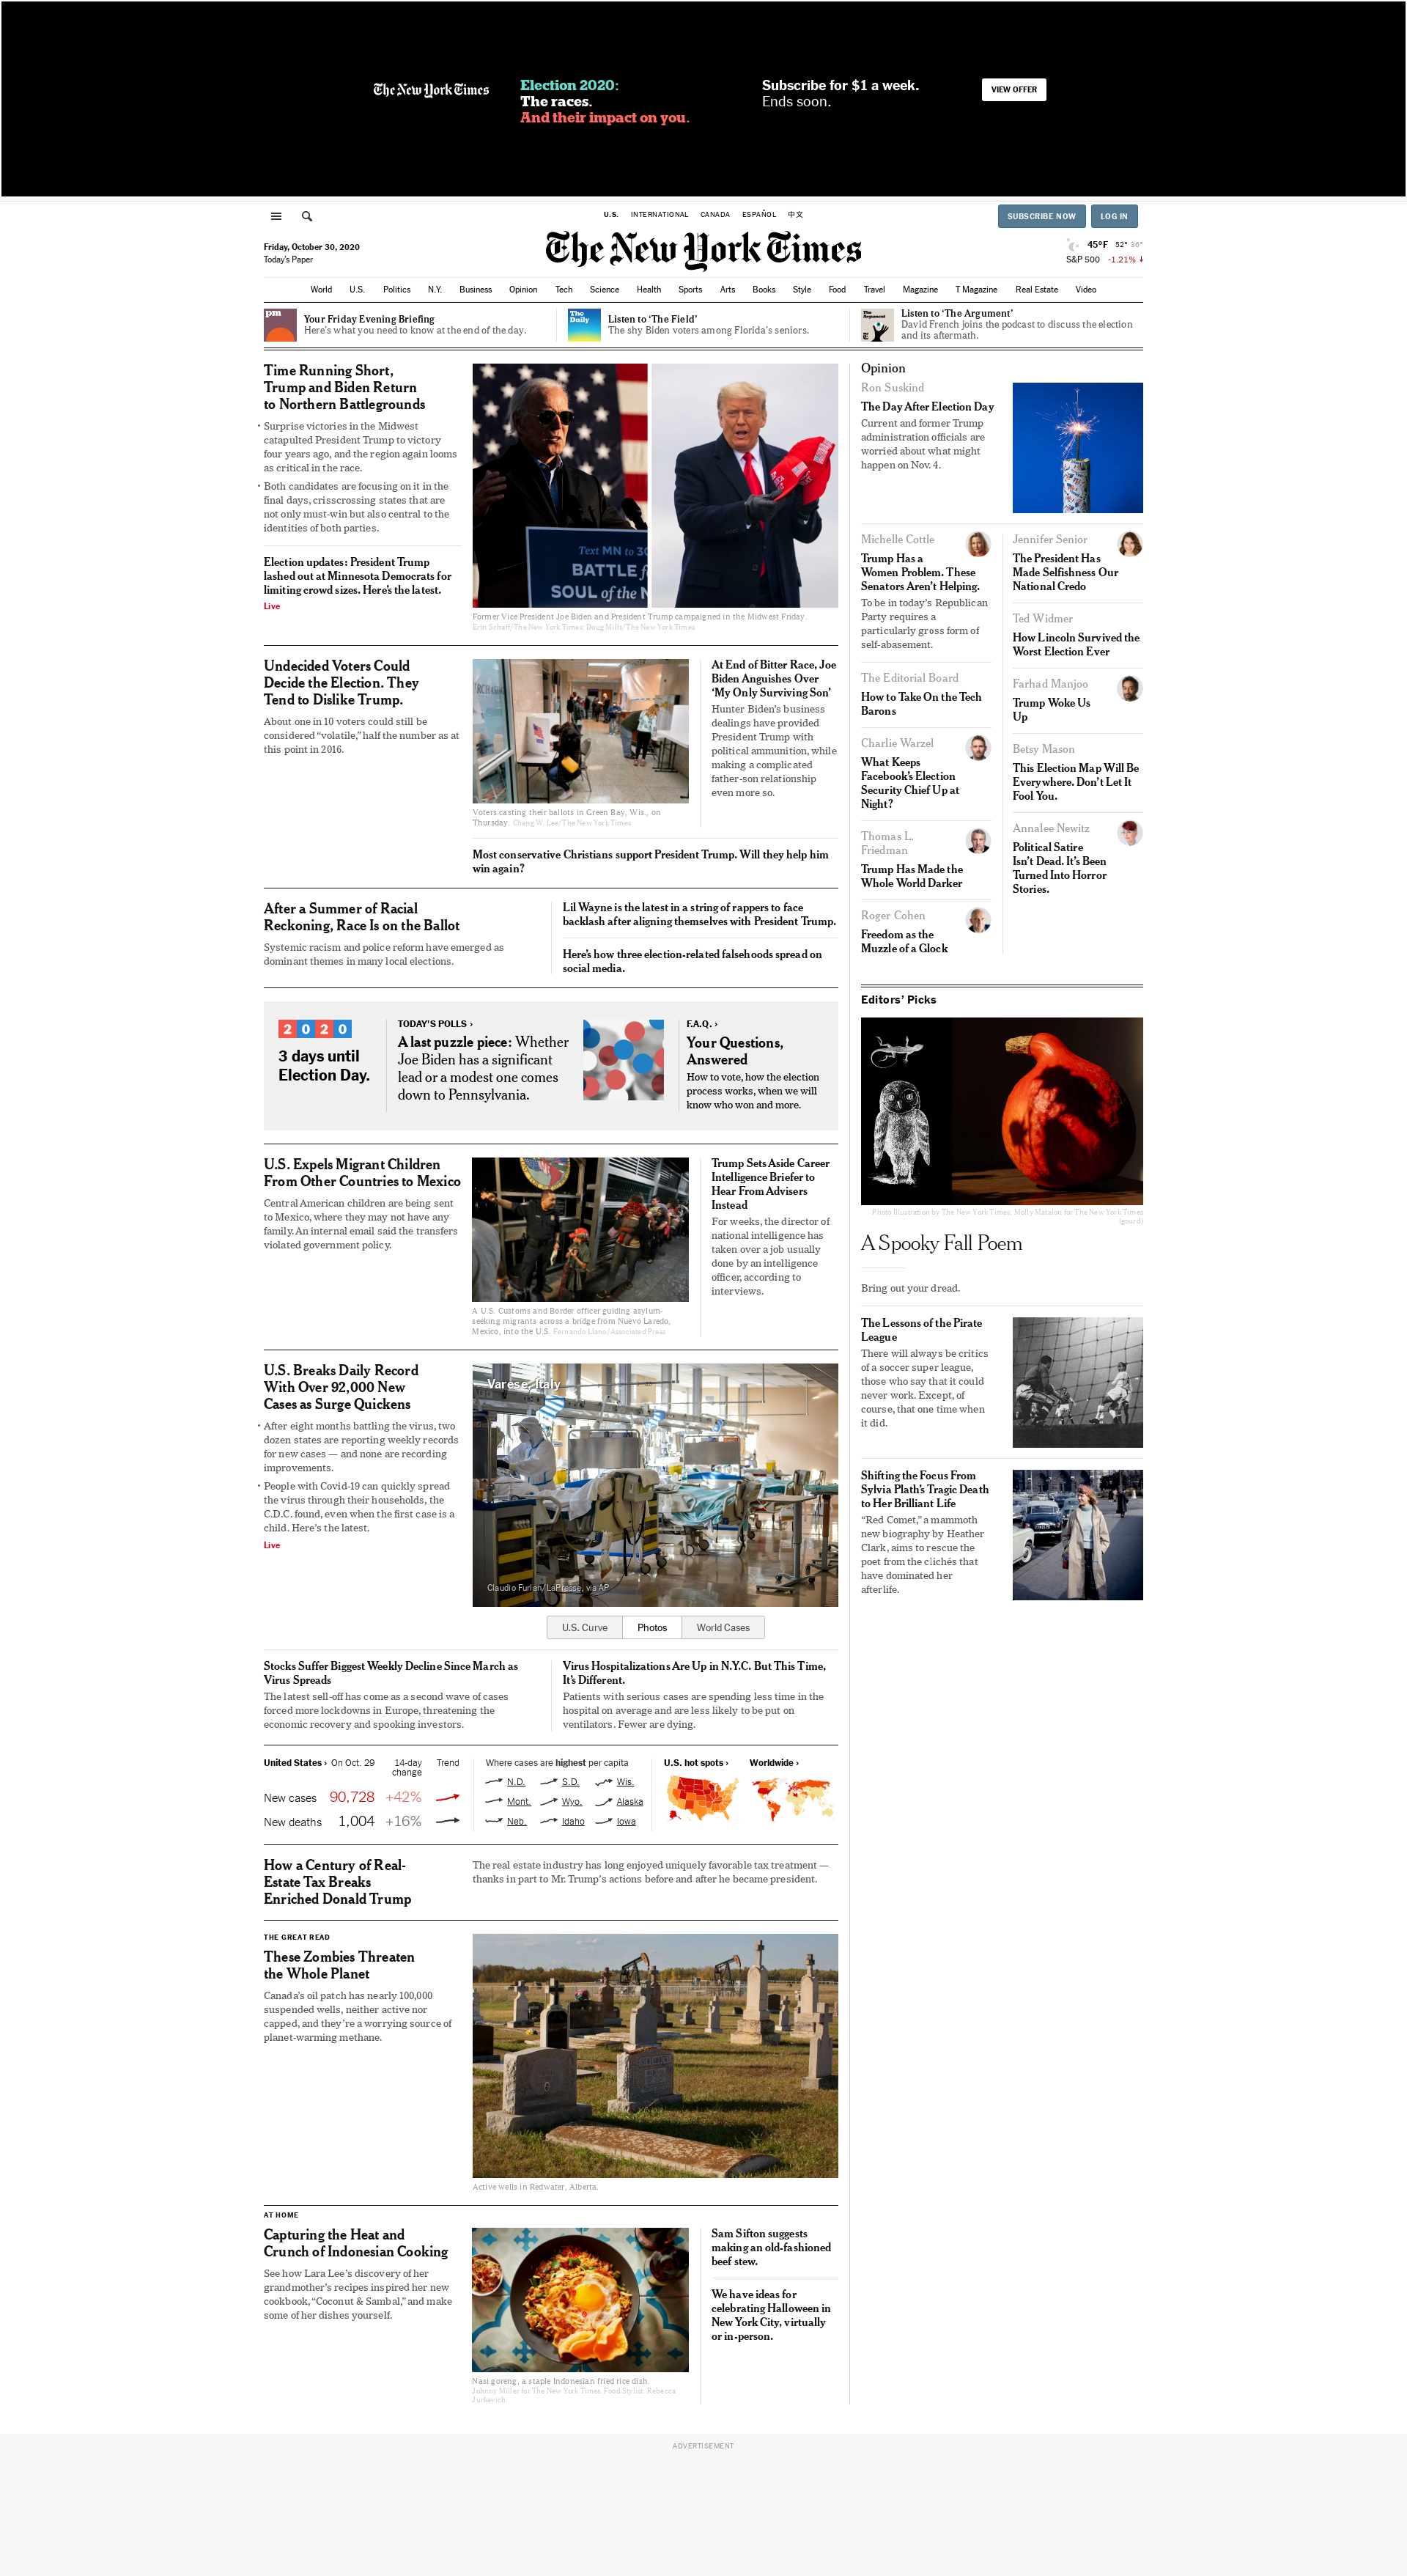 The New York Times
Election 2020:
The races.
And their impact on you.
Subscribe for $1 a week.
Ends soon.
VIEW OFFER
U.S.
INTERNATIONAL
CANADA
ESPAÑOL
中文
SUBSCRIBE NOW
LOG IN
Friday, October 30, 2020
Today's Paper
The New York Times
45°F 52° 36°
S&P 500 -1.21%
World
U.S.
Politics
N.Y.
Business
Opinion
Tech
Science
Health
Sports
Arts
Books
Style
Food
Travel
Magazine
T Magazine
Real Estate
Video
pm
Your Friday Evening Briefing
Here's what you need to know at the end of the day.
The
Daily
Listen to ‘The Field’
The shy Biden voters among Florida's seniors.
The
Argument
Listen to ‘The Argument’
David French joins the podcast to discuss the election
and its aftermath.
Time Running Short,
Trump and Biden Return
to Northern Battlegrounds
• Surprise victories in the Midwest
catapulted President Trump to victory
four years ago, and the region again looms
as critical in the race.
• Both candidates are focusing on it in the
final days, crisscrossing states that are
not only must-win but also central to the
identities of both parties.
Election updates: President Trump
lashed out at Minnesota Democrats for
limiting crowd sizes. Here's the latest.
Live
Text MN to 30
BATTLE f
SOUL of the N
Former Vice President Joe Biden and President Trump campaigned in the Midwest Friday.
Erin Schaff/The New York Times; Doug Mills/The New York Times
Undecided Voters Could
Decide the Election. They
Tend to Dislike Trump.
About one in 10 voters could still be
considered “volatile,” half the number as at
this point in 2016.
Voters casting their ballots in Green Bay, Wis., on
Thursday. Chang W. Lee/The New York Times
At End of Bitter Race, Joe
Biden Anguishes Over
‘My Only Surviving Son’
Hunter Biden's business
dealings have provided
President Trump with
political ammunition, while
making a complicated
father-son relationship
even more so.
Most conservative Christians support President Trump. Will they help him
win again?
After a Summer of Racial
Reckoning, Race Is on the Ballot
Systemic racism and police reform have emerged as
dominant themes in many local elections.
Lil Wayne is the latest in a string of rappers to face
backlash after aligning themselves with President Trump.
Here's how three election-related falsehoods spread on
social media.
2020
3 days until
Election Day.
TODAY'S POLLS ›
A last puzzle piece: Whether
Joe Biden has a significant
lead or a modest one comes
down to Pennsylvania.
F.A.Q. ›
Your Questions,
Answered
How to vote, how the election
process works, when we will
know who won and more.
U.S. Expels Migrant Children
From Other Countries to Mexico
Central American children are being sent
to Mexico, where they may not have any
family. An internal email said the transfers
violated government policy.
A U.S. Customs and Border officer guiding asylum-
seeking migrants across a bridge from Nuevo Laredo,
Mexico, into the U.S. Fernando Llano/Associated Press
Trump Sets Aside Career
Intelligence Briefer to
Hear From Advisers
Instead
For weeks, the director of
national intelligence has
taken over a job usually
done by an intelligence
officer, according to
interviews.
U.S. Breaks Daily Record
With Over 92,000 New
Cases as Surge Quickens
• After eight months battling the virus, two
dozen states are reporting weekly records
for new cases — and none are recording
improvements.
• People with Covid-19 can quickly spread
the virus through their households, the
C.D.C. found, even when the first case is a
child. Here's the latest.
Live
Varese, Italy
Claudio Furlan/LaPresse, via AP
U.S. Curve
Photos
World Cases
Stocks Suffer Biggest Weekly Decline Since March as
Virus Spreads
The latest sell-off has come as a second wave of cases
forced more lockdowns in Europe, threatening the
economic recovery and spooking investors.
Virus Hospitalizations Are Up in N.Y.C. But This Time,
It's Different.
Patients with serious cases are spending less time in the
hospital on average and are less likely to be put on
ventilators. Fewer are dying.
United States › On Oct. 29 14-day Trend
change
New cases 90,728 +42%
New deaths 1,004 +16%
Where cases are highest per capita
N.D. S.D. Wis.
Mont. Wyo. Alaska
Neb. Idaho Iowa
U.S. hot spots ›
Worldwide ›
How a Century of Real-
Estate Tax Breaks
Enriched Donald Trump
The real estate industry has long enjoyed uniquely favorable tax treatment —
thanks in part to Mr. Trump's actions before and after he became president.
THE GREAT READ
These Zombies Threaten
the Whole Planet
Canada's oil patch has nearly 100,000
suspended wells, neither active nor
capped, and they're a worrying source of
planet-warming methane.
Active wells in Redwater, Alberta.
AT HOME
Capturing the Heat and
Crunch of Indonesian Cooking
See how Lara Lee's discovery of her
grandmother's recipes inspired her new
cookbook, “Coconut & Sambal,” and make
some of her dishes yourself.
Nasi goreng, a staple Indonesian fried rice dish.
Johnny Miller for The New York Times. Food Stylist: Rebecca
Jurkevich.
Sam Sifton suggests
making an old-fashioned
beef stew.
We have ideas for
celebrating Halloween in
New York City, virtually
or in-person.
Opinion
Ron Suskind
The Day After Election Day
Current and former Trump
administration officials are
worried about what might
happen on Nov. 4.
Michelle Cottle
Trump Has a
Women Problem. These
Senators Aren't Helping.
To be in today's Republican
Party requires a
particularly gross form of
self-abasement.
The Editorial Board
How to Take On the Tech
Barons
Charlie Warzel
What Keeps
Facebook's Election
Security Chief Up at
Night?
Thomas L.
Friedman
Trump Has Made the
Whole World Darker
Roger Cohen
Freedom as the
Muzzle of a Glock
Jennifer Senior
The President Has
Made Selfishness Our
National Credo
Ted Widmer
How Lincoln Survived the
Worst Election Ever
Farhad Manjoo
Trump Woke Us
Up
Betsy Mason
This Election Map Will Be
Everywhere. Don't Let It
Fool You.
Annalee Newitz
Political Satire
Isn't Dead. It's Been
Turned Into Horror
Stories.
Editors' Picks
Photo Illustration by The New York Times; Molly Matalon for The New York Times
(gourd)
A Spooky Fall Poem
Bring out your dread.
The Lessons of the Pirate
League
There will always be critics
of a soccer super league,
those who say that it could
never work. Except, of
course, that one time when
it did.
Shifting the Focus From
Sylvia Plath's Tragic Death
to Her Brilliant Life
“Red Comet,” a mammoth
new biography by Heather
Clark, aims to rescue the
poet from the clichés that
have dominated her
afterlife.
ADVERTISEMENT